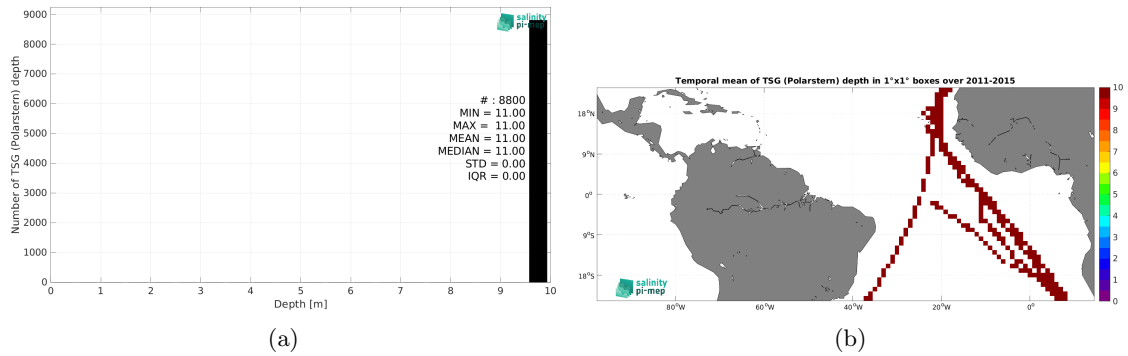 9000
8000
7000
6000
5000
4000
3000
2000
1000
0
Number of TSG (Polarstern) depth
salinity
pi-mep
# : 8800
MIN = 11.00
MAX = 11.00
MEAN = 11.00
MEDIAN = 11.00
STD = 0.00
IQR = 0.00
0 1 2 3 4 5 6 7 8 9 10
Depth [m]
(a)
Temporal mean of TSG (Polarstern) depth in 1°x1° boxes over 2011-2015
18°N
9°N
0°
9°S
18°S
salinity
pi-mep
80°W 60°W 40°W 20°W 0°
10
9
8
7
6
5
4
3
2
1
0
(b)